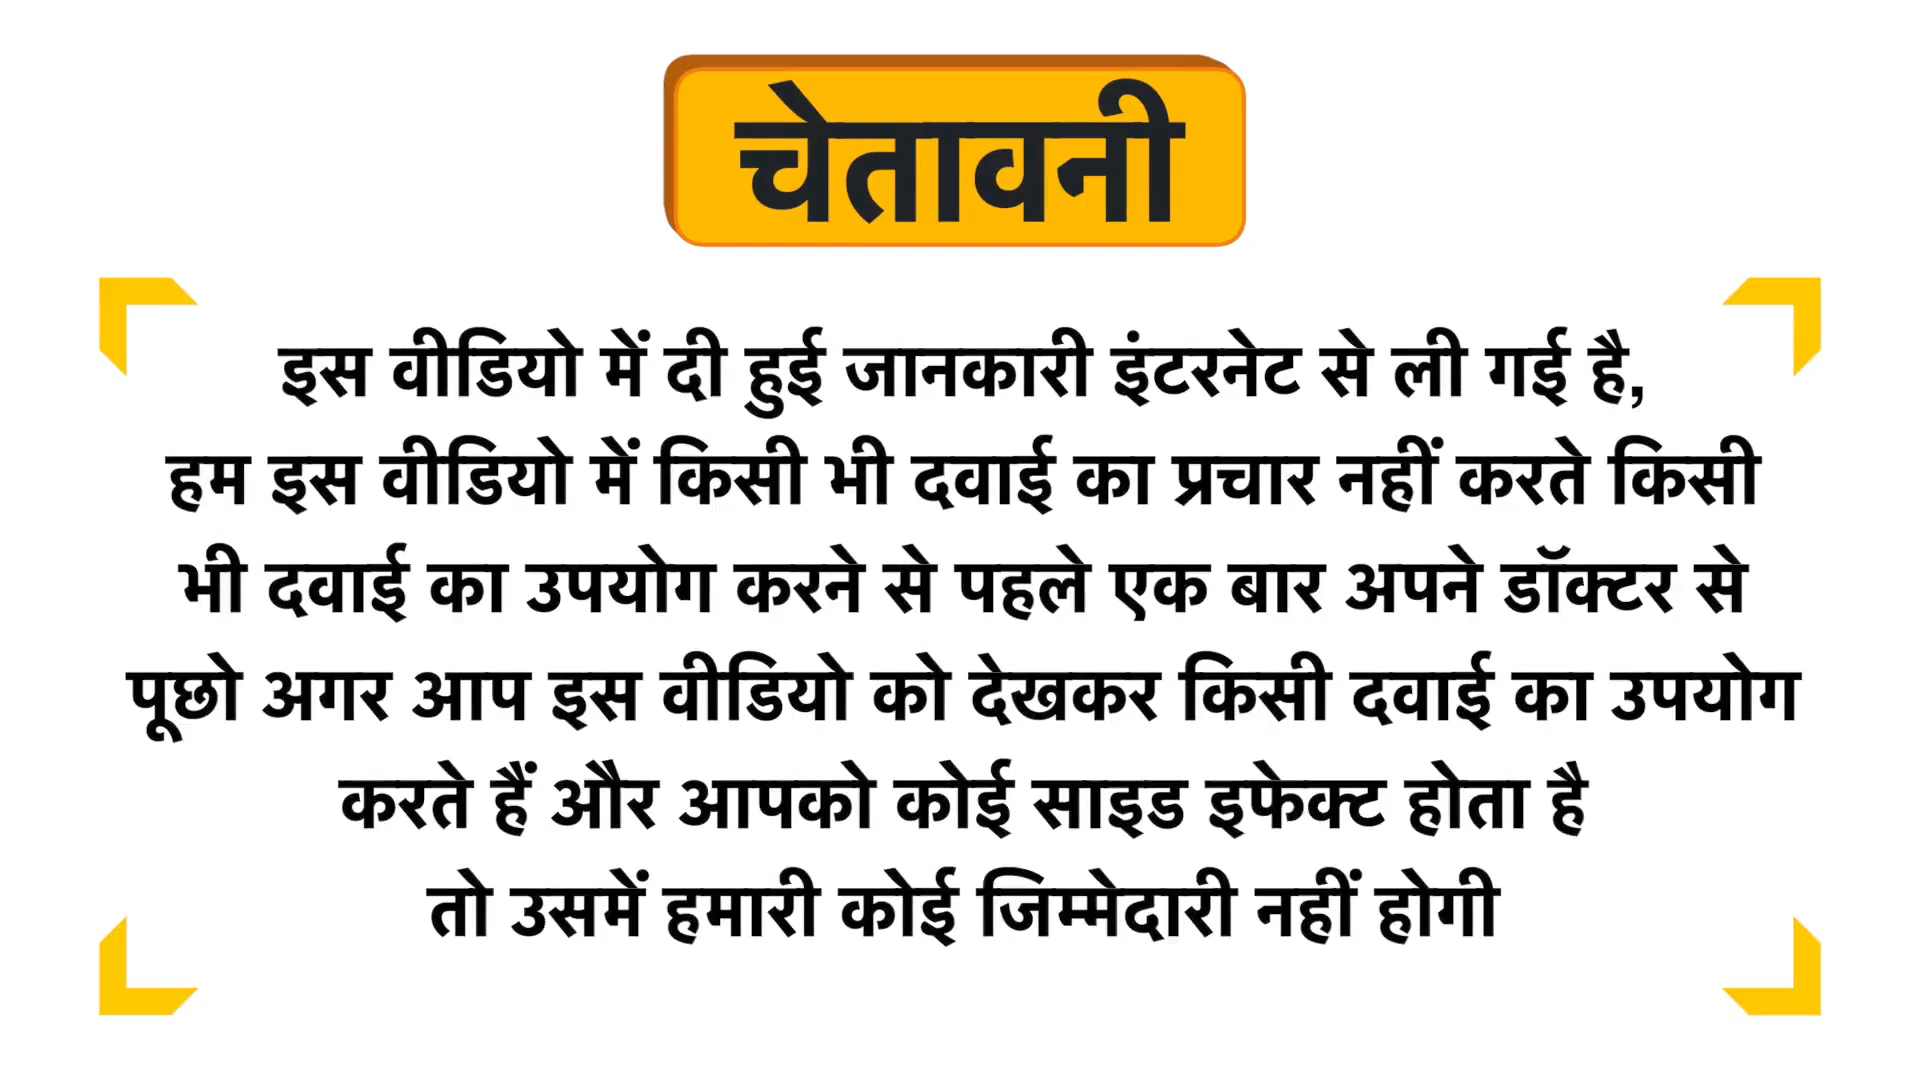 चेतावनी
इस वीडियो में दी हुई जानकारी इंटरनेट से ली गई है,
हम इस वीडियो में किसी भी दवाई का प्रचार नहीं करते किसी
भी दवाई का उपयोग करने से पहले एक बार अपने डॉक्टर से
पूछो अगर आप इस वीडियो को देखकर किसी दवाई का उपयोग
करते हैं और आपको कोई साइड इफेक्ट होता है
तो उसमें हमारी कोई जिम्मेदारी नहीं होगी